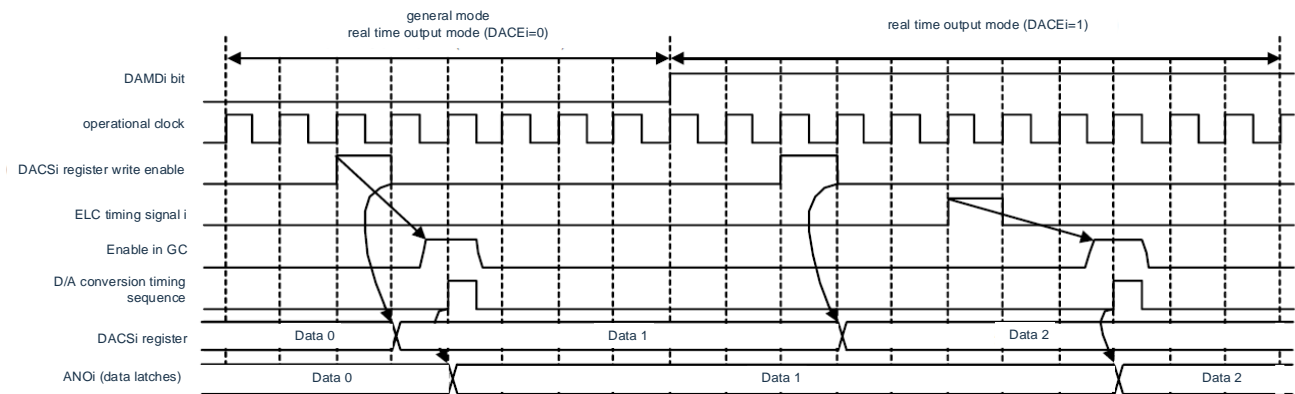 general mode
real time output mode (DACEi=0)
real time output mode (DACEi=1)
DAMDi bit
operational clock
DACSi register write enable
ELC timing signal i
Enable in GC
D/A conversion timing
sequence
DACSi register
Data 0
Data 1
Data 2
ANOi (data latches)
Data 0
Data 1
Data 2